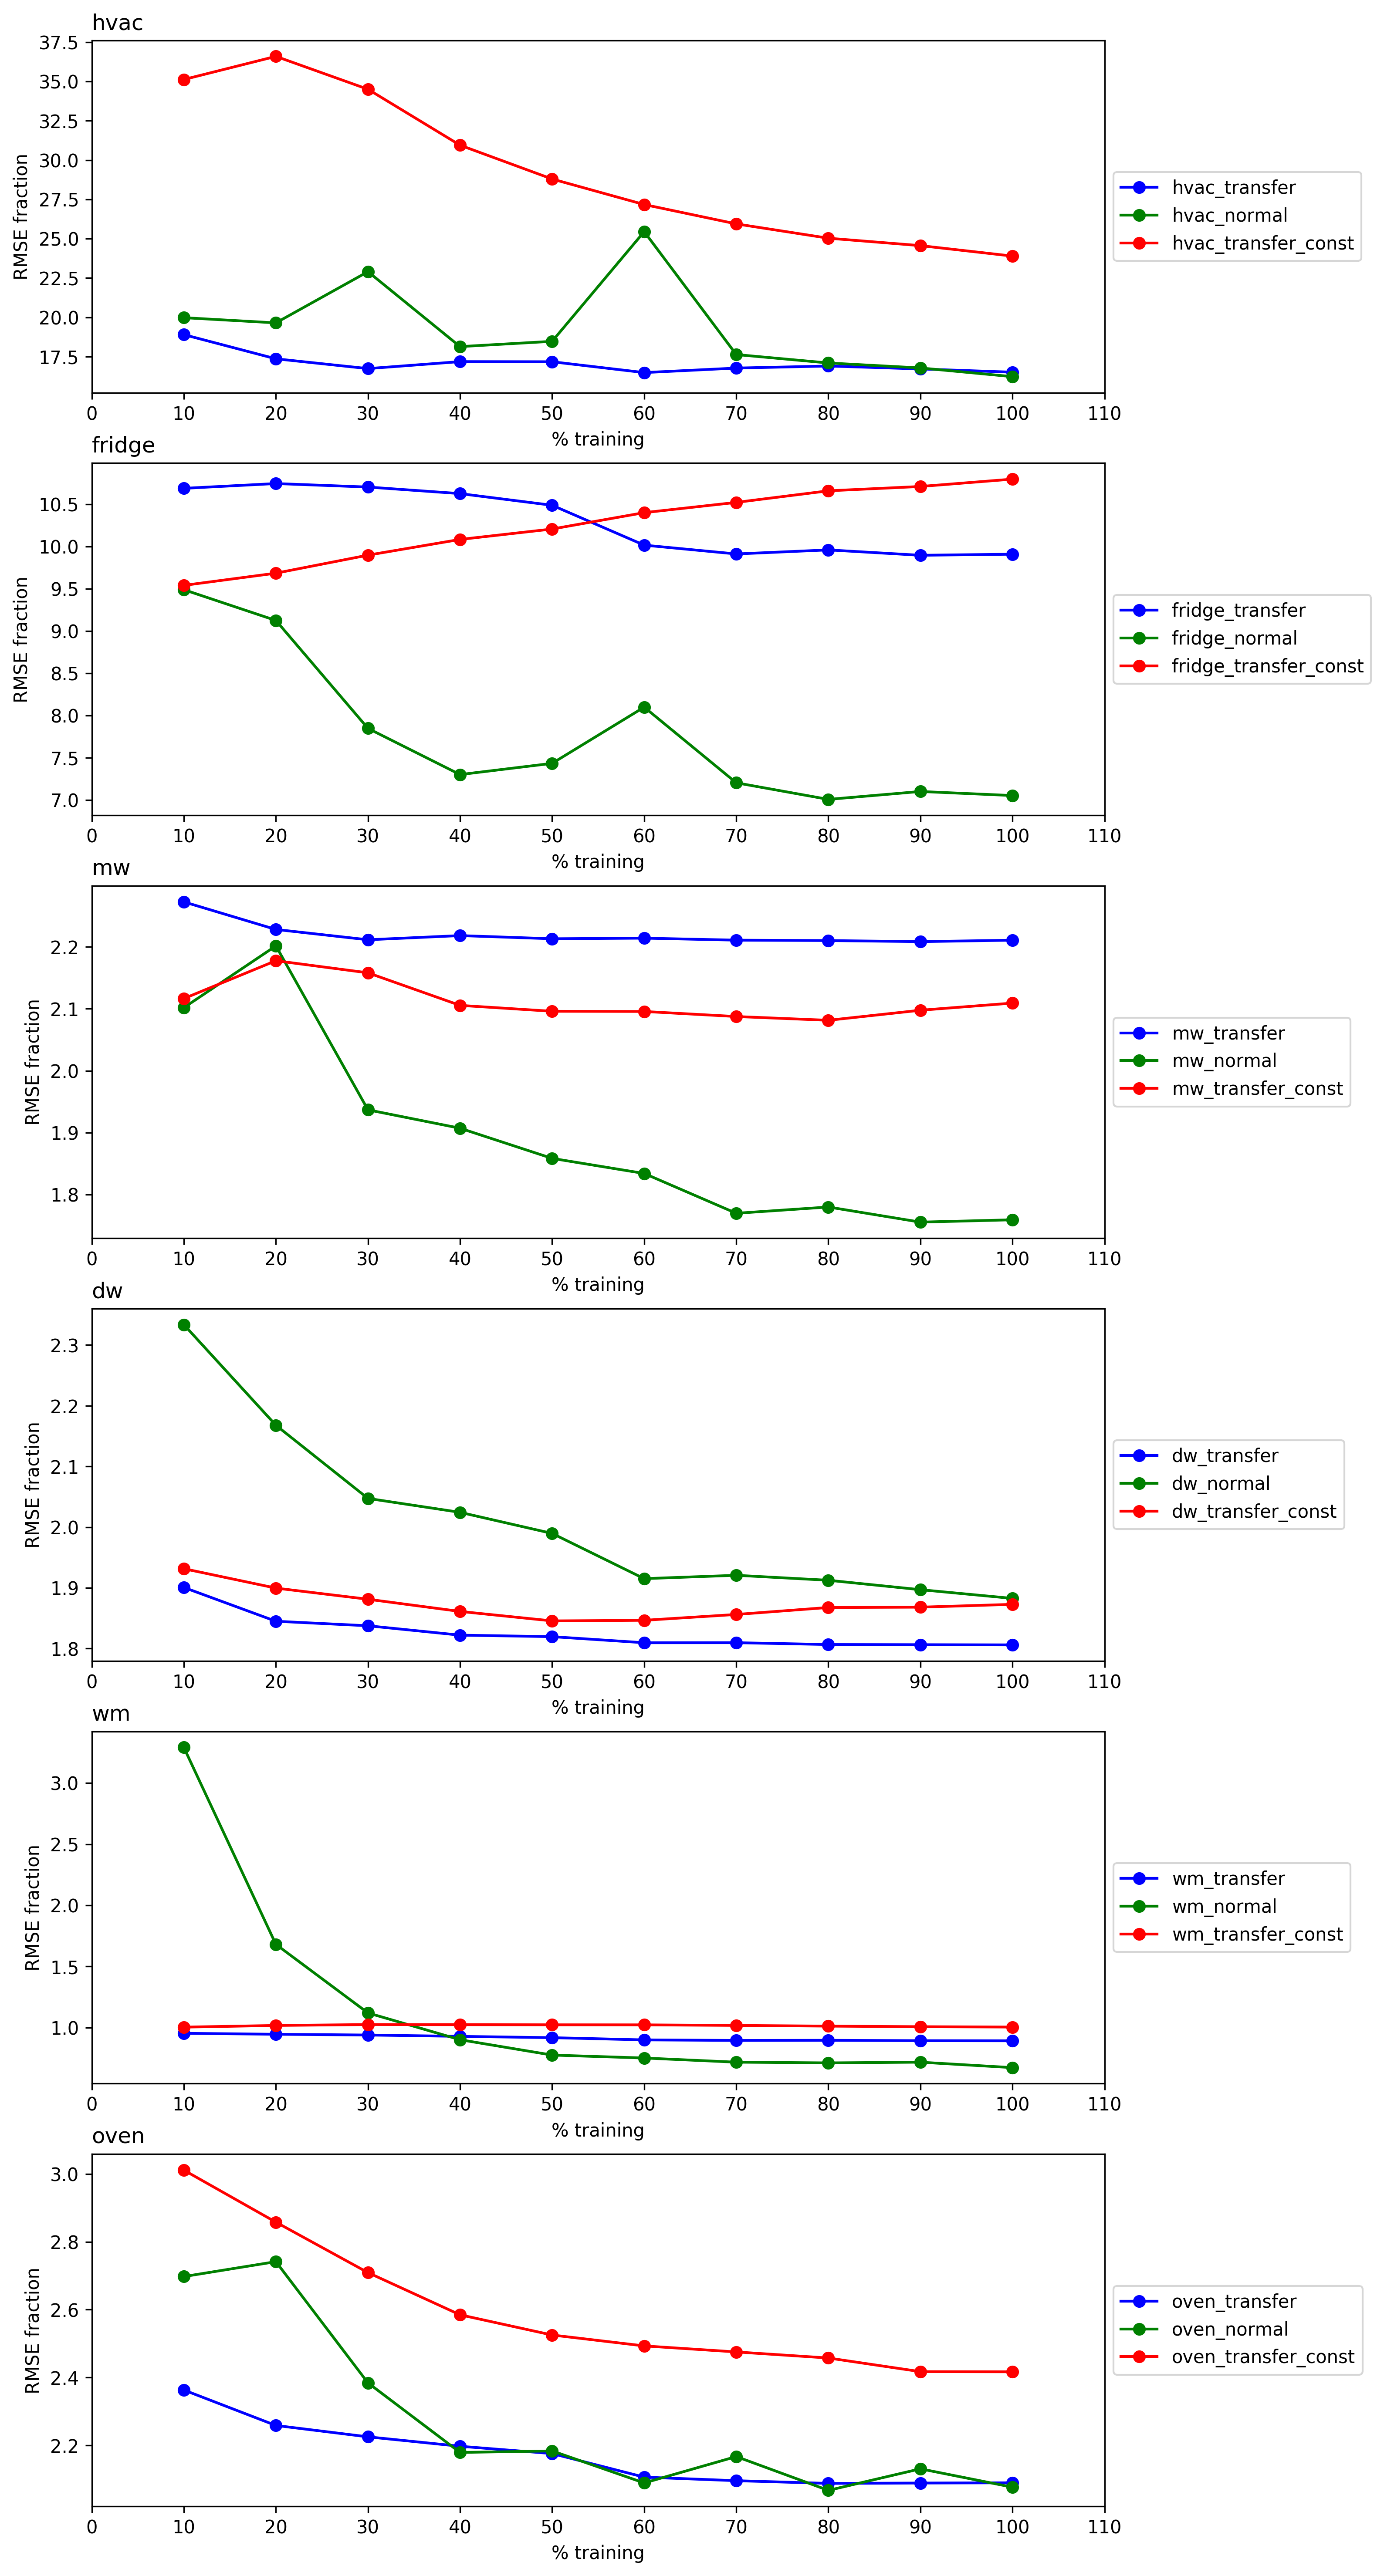 hvac
37.5
35.0
32.5
30.0
27.5
25.0
22.5
20.0
17.5
RMSE fraction
0 10 20 30 40 50 60 70 80 90 100 110
% training
hvac_transfer
hvac_normal
hvac_transfer_const
fridge
10.5
10.0
9.5
9.0
8.5
8.0
7.5
7.0
RMSE fraction
0 10 20 30 40 50 60 70 80 90 100 110
% training
fridge_transfer
fridge_normal
fridge_transfer_const
mw
2.2
2.1
2.0
1.9
1.8
RMSE fraction
0 10 20 30 40 50 60 70 80 90 100 110
% training
mw_transfer
mw_normal
mw_transfer_const
dw
2.3
2.2
2.1
2.0
1.9
1.8
RMSE fraction
0 10 20 30 40 50 60 70 80 90 100 110
% training
dw_transfer
dw_normal
dw_transfer_const
wm
3.0
2.5
2.0
1.5
1.0
RMSE fraction
0 10 20 30 40 50 60 70 80 90 100 110
% training
wm_transfer
wm_normal
wm_transfer_const
oven
3.0
2.8
2.6
2.4
2.2
RMSE fraction
0 10 20 30 40 50 60 70 80 90 100 110
% training
oven_transfer
oven_normal
oven_transfer_const